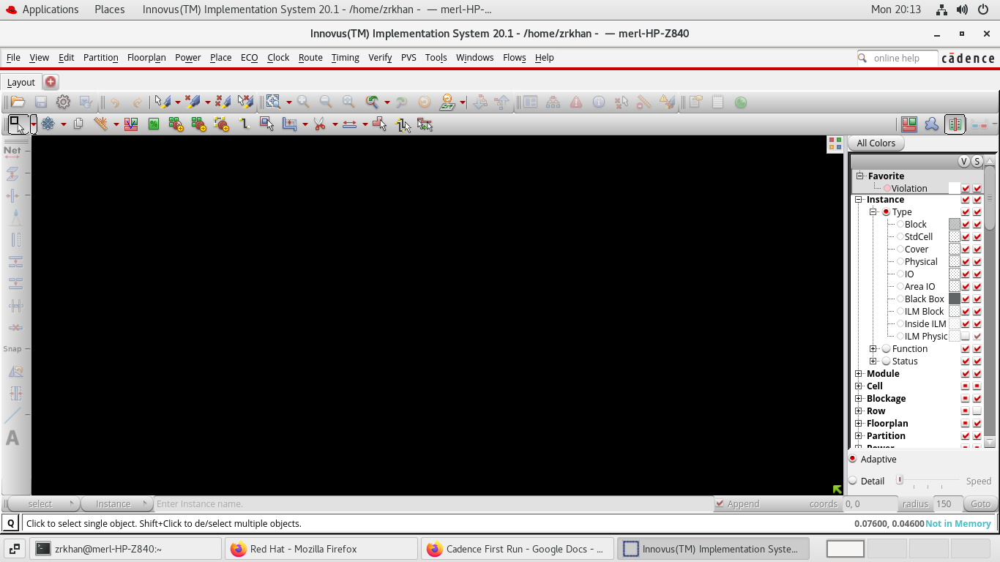 Applications Places Innovus(TM) Implementation System 20.1 - /home/zrkhan - — merl-HP-... Mon 20:13
Innovus(TM) Implementation System 20.1 - /home/zrkhan - — merl-HP-Z840
File View Edit Partition Floorplan Power Place ECO Clock Route Timing Verify PVS Tools Windows Flows Help online help cādence
Layout
All Colors
Net
V S
Favorite
Violation
Instance
Type
Block
StdCell
Cover
Physical
IO
Area IO
Black Box
ILM Block
Inside ILM
ILM Physic
Snap
Function
Status
Module
Cell
Blockage
Row
Floorplan
Partition
Power
A
Adaptive
Detail Speed
select Instance Enter Instance name. Append coords 0, 0 radius 150 Goto
Q Click to select single object. Shift+Click to de/select multiple objects. 0.07600, 0.04600 Not in Memory
zrkhan@merl-HP-Z840:~ Red Hat - Mozilla Firefox Cadence First Run - Google Docs - ... Innovus(TM) Implementation Syste...